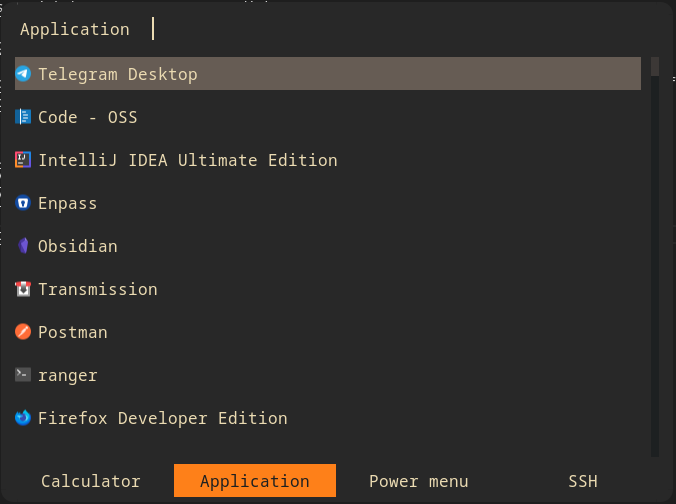 Application
Telegram Desktop
Code - OSS
IntelliJ IDEA Ultimate Edition
Enpass
Obsidian
Transmission
Postman
ranger
Firefox Developer Edition
Calculator Application Power menu SSH